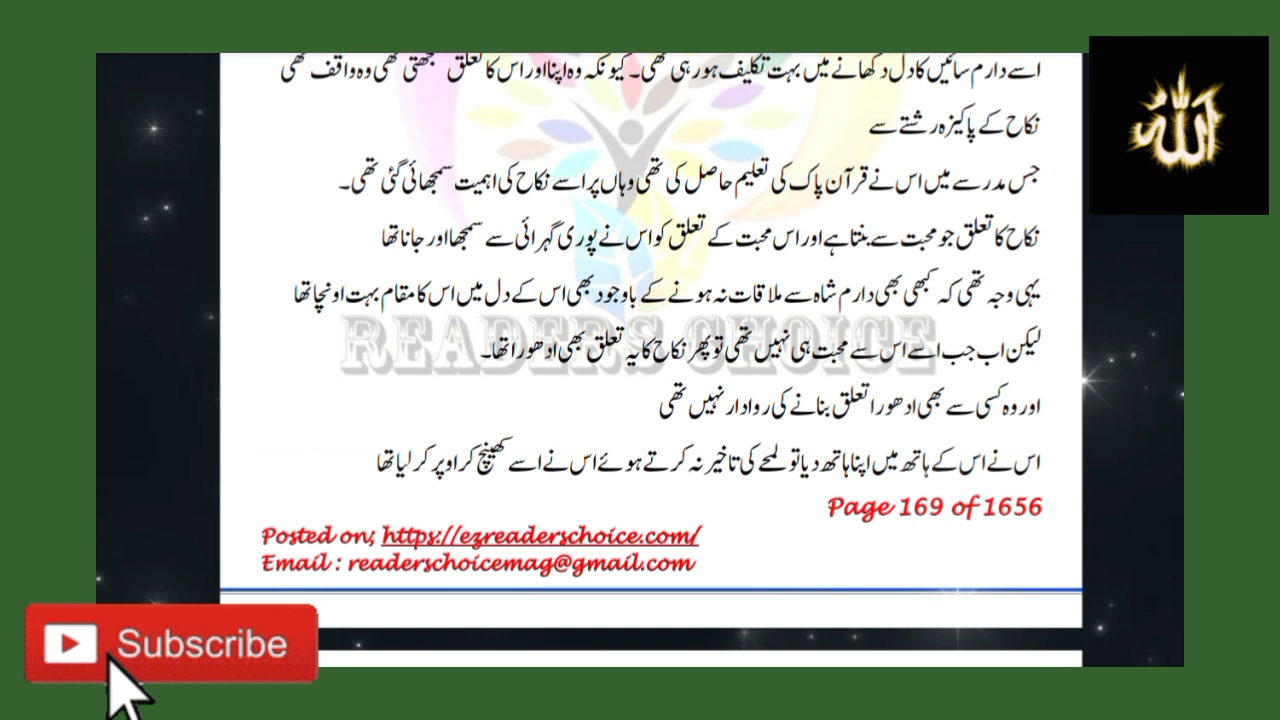 اسے دارم سائیں کا دل دکھانے میں بہت تکلیف ہو رہی تھی۔ کیونکہ وہ اپنا اور اس کا تعلق سمجھتی تھی وہ واقف تھی
نکاح کے پاکیزہ رشتے سے
جس مدرسے میں اس نے قرآن پاک کی تعلیم حاصل کی تھی وہاں پر اسے نکاح کی اہمیت سمجھائی گئی تھی۔
نکاح کا تعلق جو محبت سے بنتا ہے اور اس محبت کے تعلق کو اس نے پوری گہرائی سے سمجھا اور جانا تھا
یہی وجہ تھی کہ کبھی بھی دارم شاہ سے ملاقات نہ ہونے کے باوجود بھی اس کے دل میں اس کا مقام بہت اونچا تھا
لیکن اب جب اسے اس سے محبت ہی نہیں تھی تو پھر نکاح کا یہ تعلق بھی ادھورا تھا۔
اور وہ کسی سے بھی ادھورا تعلق بنانے کی روادار نہیں تھی
اس نے اس کے ہاتھ میں اپنا ہاتھ دیا تو لمحے کی تاخیر نہ کرتے ہوئے اس نے اسے کھینچ کر اوپر کر لیا تھا
READERS CHOICE
Page 169 of 1656
Posted on; https://ezreaderschoice.com/
Email : readerschoicemag@gmail.com
الله
Subscribe